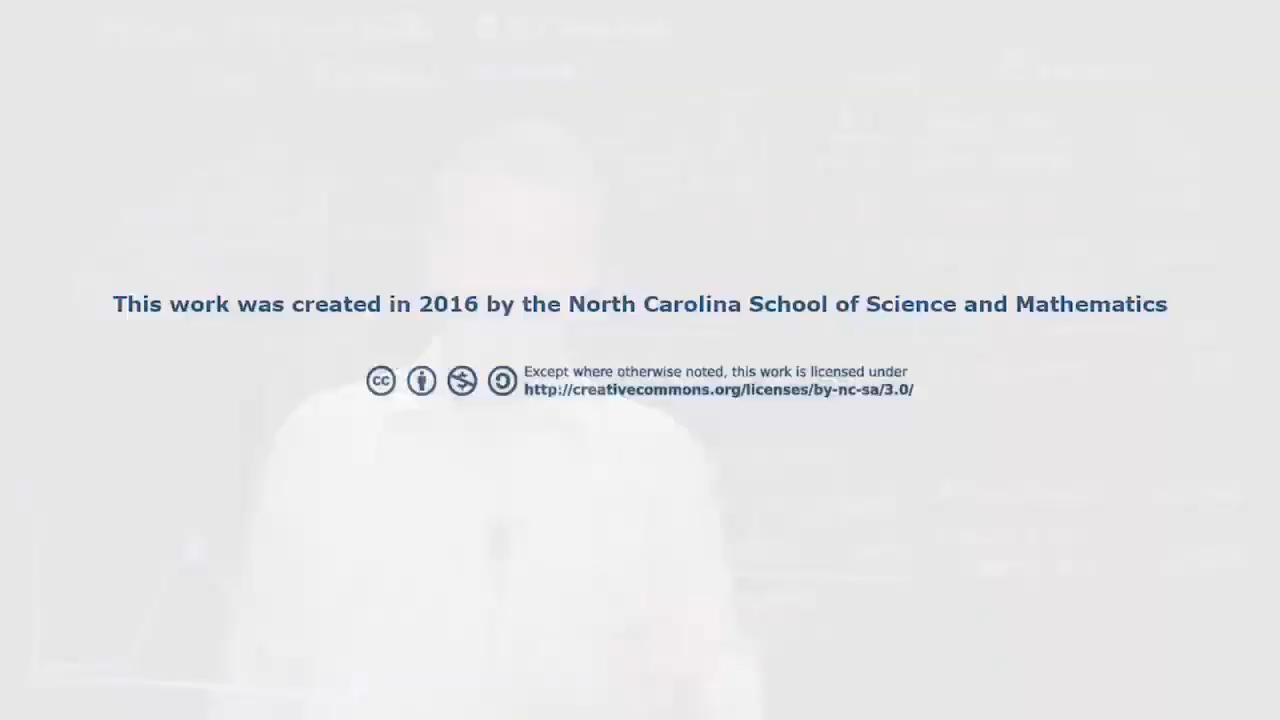 This work was created in 2016 by the North Carolina School of Science and Mathematics
cc
Except where otherwise noted, this work is licensed under
http://creativecommons.org/licenses/by-nc-sa/3.0/